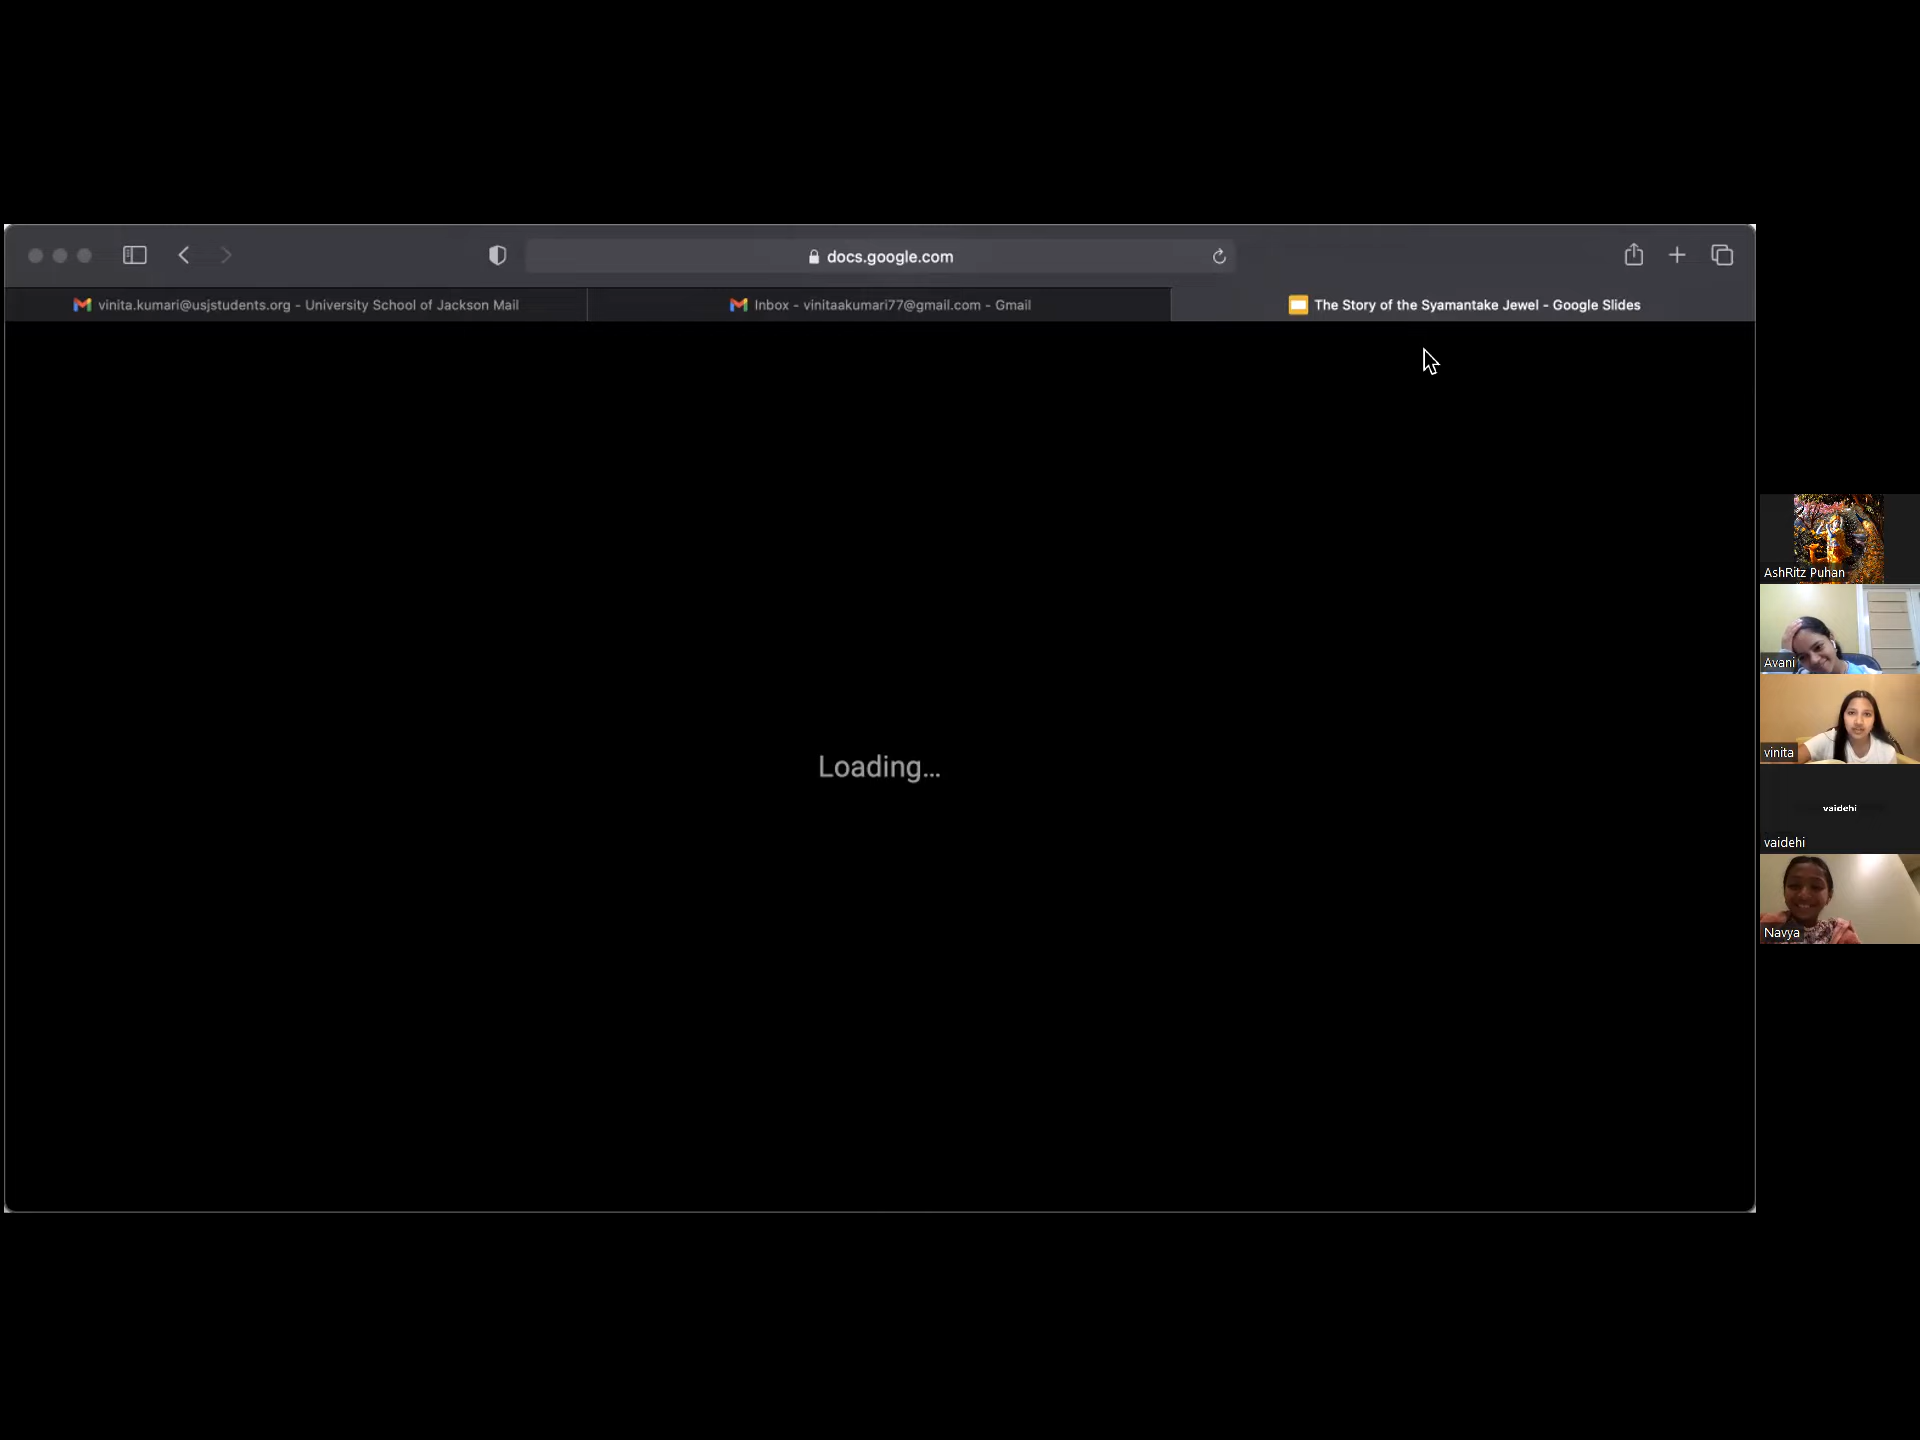 docs.google.com
vinita.kumari@usjstudents.org - University School of Jackson Mail
Inbox - vinitaakumari77@gmail.com - Gmail
The Story of the Syamantake Jewel - Google Slides
Loading...
AshRitz Puhan
Avani
vinita
vaidehi
vaidehi
Navya